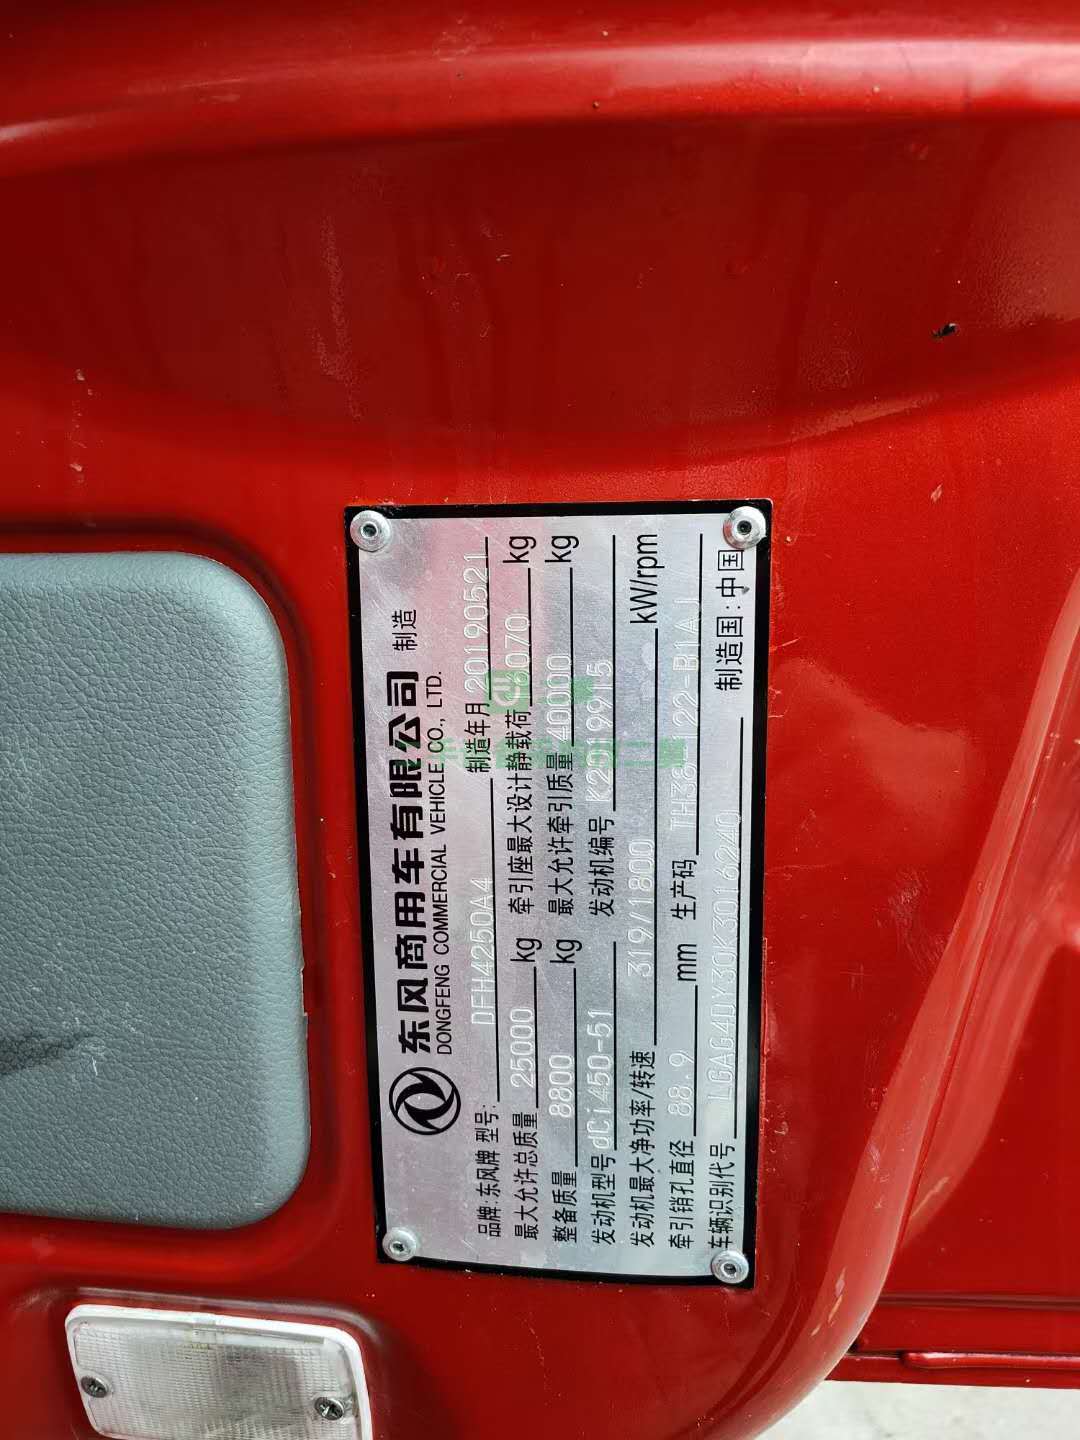 东风商用车有限公司 制造
DONGFENG COMMERCIAL VEHICLE CO., LTD.
品牌:东风牌 型号: DFH4250A4 制造年月 20190521
最大允许总质量 25000 kg 牵引座最大设计静载荷 16070 kg
整备质量 8800 kg 最大允许牵引质量 40000 kg
发动机型号 dCi450-51 发动机编号 K2019915
发动机最大净功率/转速 319/1800 kW/rpm
牵引销孔直径 88.9 mm 生产码
车辆识别代号 LGAG4DY30K3016240 制造国:中国